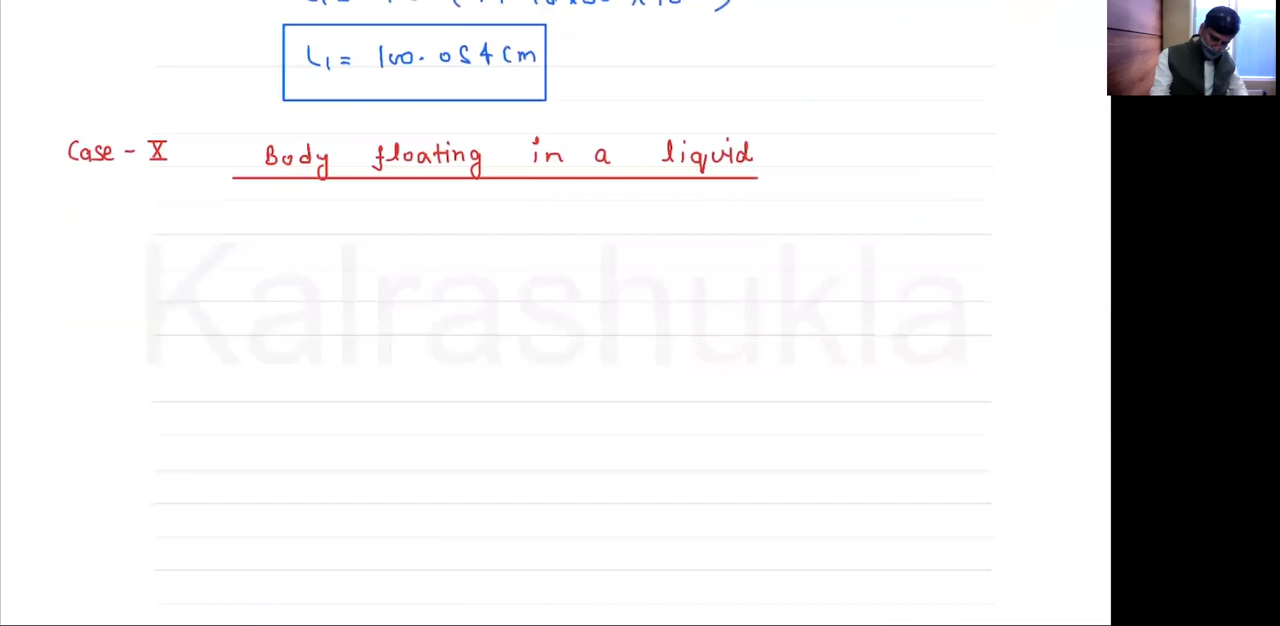 L₁ = 100.054 cm
Case - X Body floating in a liquid
Kalrashukla